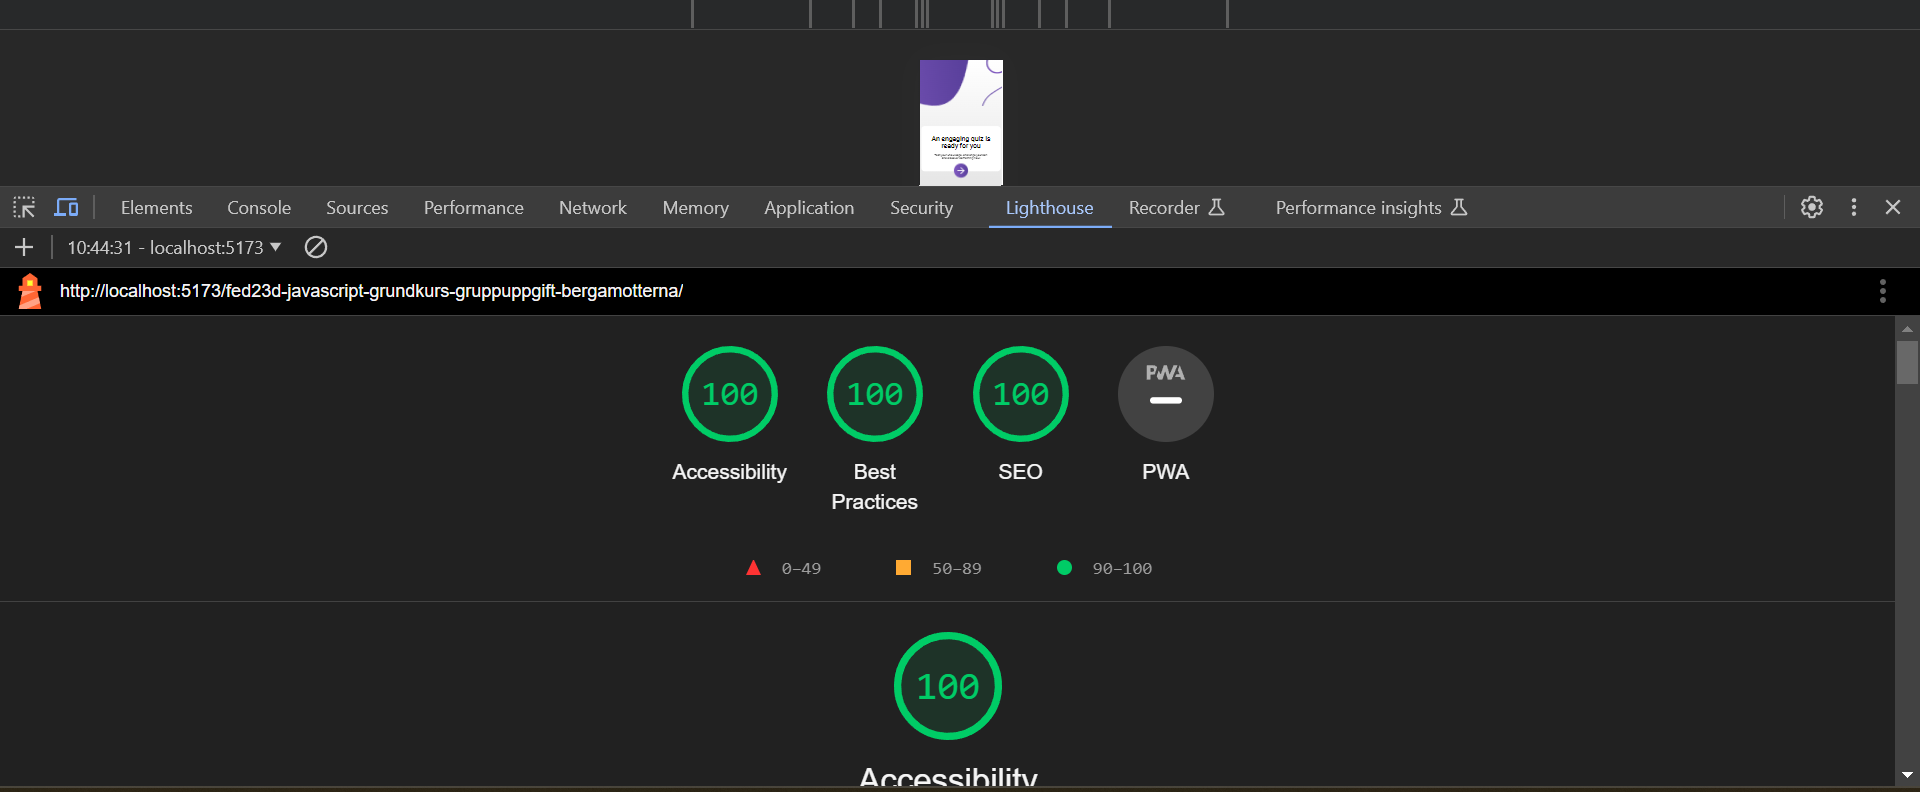 An engaging quiz is
ready for you
Elements Console Sources Performance Network Memory Application Security Lighthouse Recorder Performance insights
10:44:31 - localhost:5173
http://localhost:5173/fed23d-javascript-grundkurs-gruppuppgift-bergamotterna/
100 100 100 PWA
Accessibility Best Practices SEO PWA
0–49 50–89 90–100
100
Accessibility